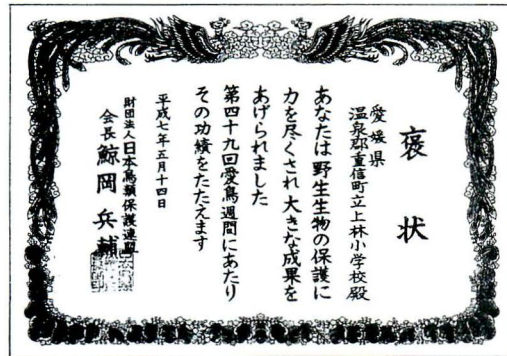 褒状
愛媛県
温泉郡重信町立上林小学校殿
あなたは野生生物の保護に
力を尽くされ大きな成果を
あげられました
第四十九回愛鳥週間にあたり
その功績をたたえます
平成七年五月十四日
財団法人日本鳥類保護連盟
会長 鯨岡兵輔